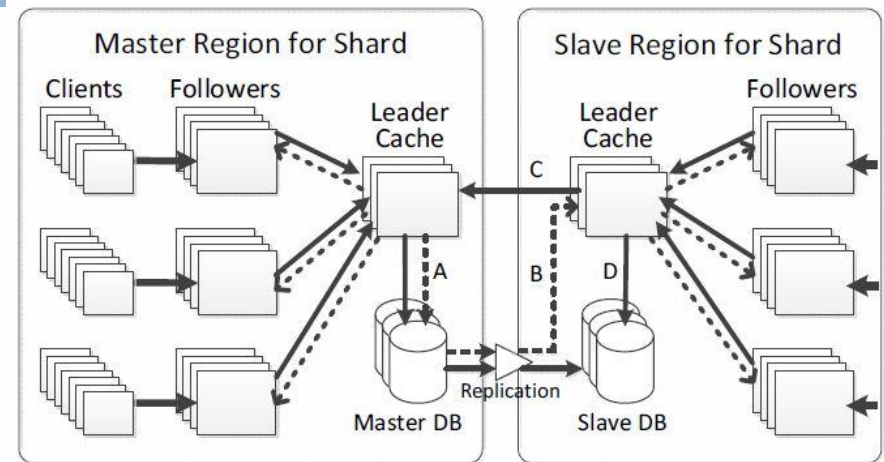 Master Region for Shard
Slave Region for Shard
Clients
Followers
Leader
Cache
Leader
Cache
Followers
C
A
B
D
Replication
Master DB
Slave DB